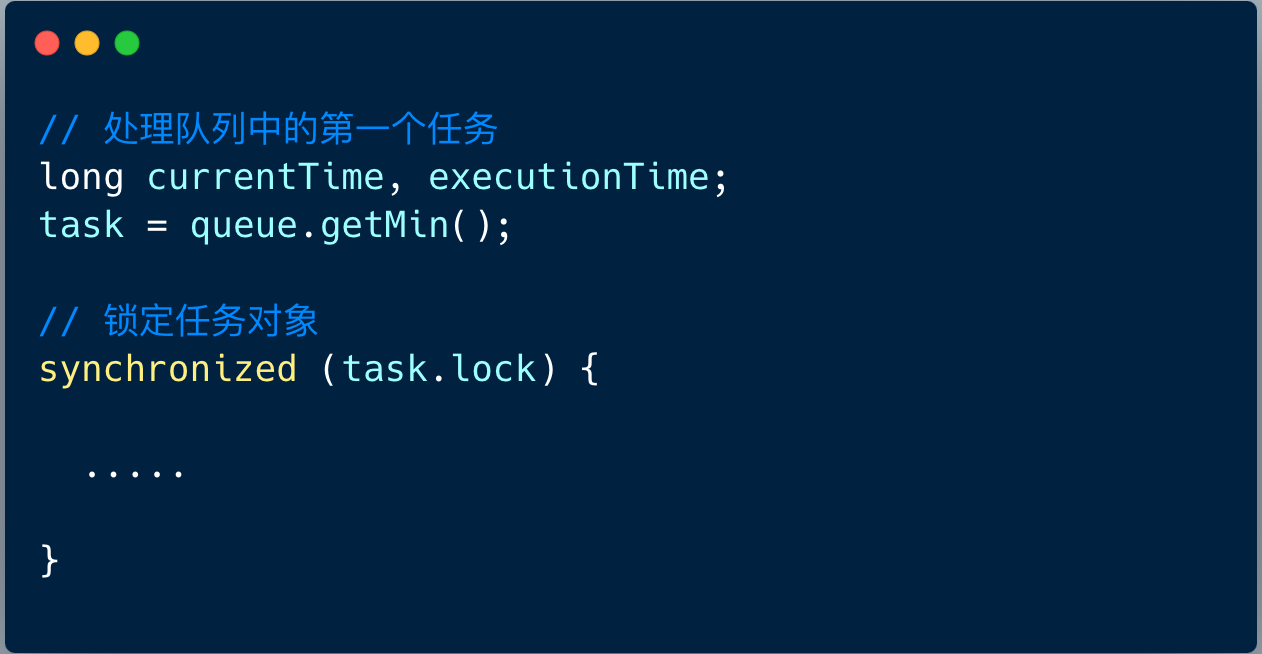 // 处理队列中的第一个任务
long currentTime, executionTime;
task = queue.getMin();
// 锁定任务对象
synchronized (task.lock) {
.....
}